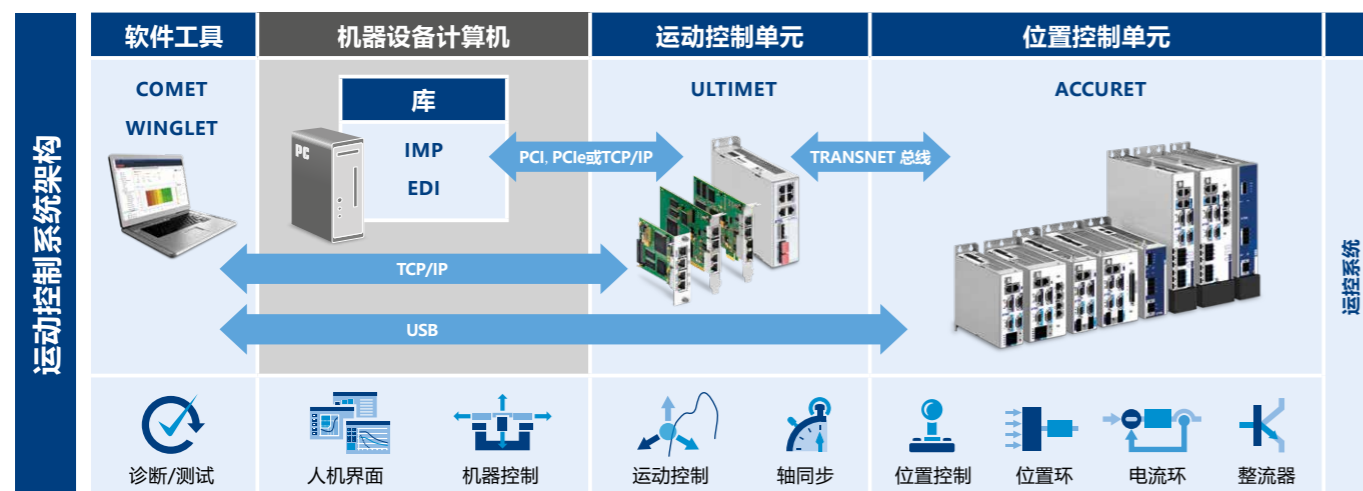 运动控制系统架构
软件工具
机器设备计算机
运动控制单元
位置控制单元
COMET
WINGLET
库
IMP
EDI
PC
PCI, PCIe或TCP/IP
ULTIMET
TRANSNET 总线
ACCURET
TCP/IP
USB
运控系统
诊断/测试
人机界面
机器控制
运动控制
轴同步
位置控制
位置环
电流环
整流器